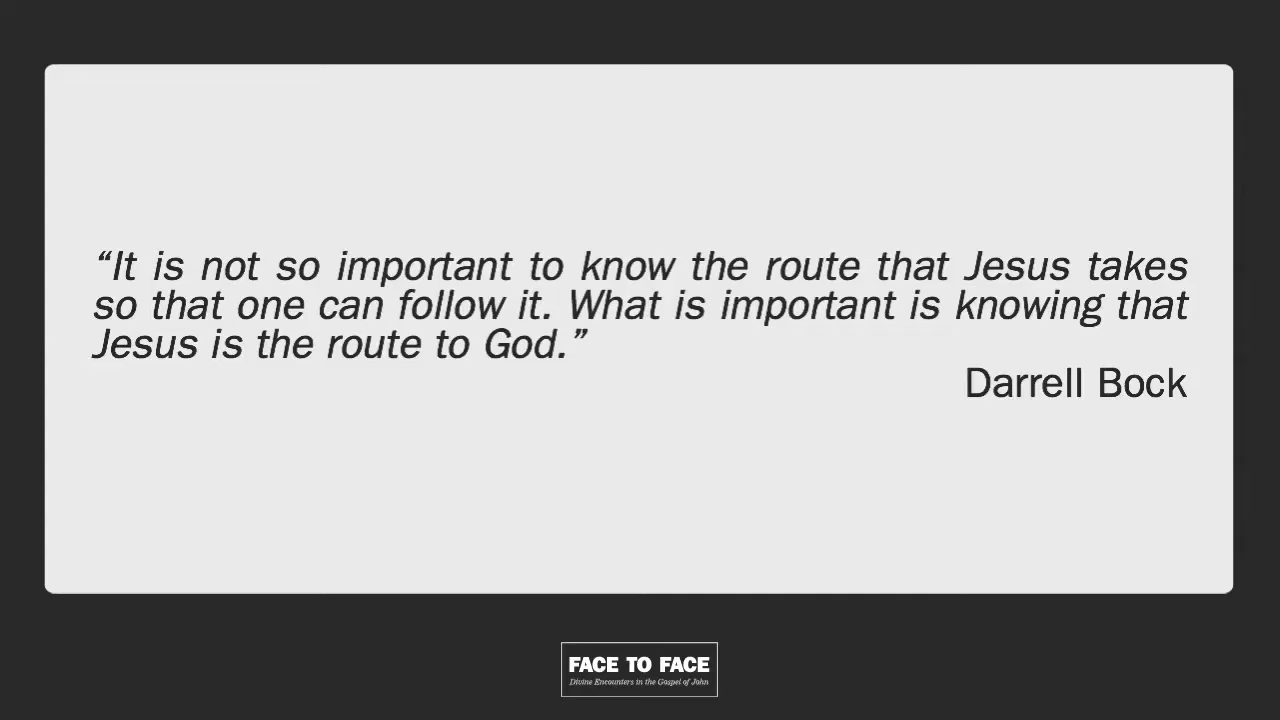 “It is not so important to know the route that Jesus takes
so that one can follow it. What is important is knowing that
Jesus is the route to God.”
Darrell Bock
FACE TO FACE
Divine Encounters in the Gospel of John